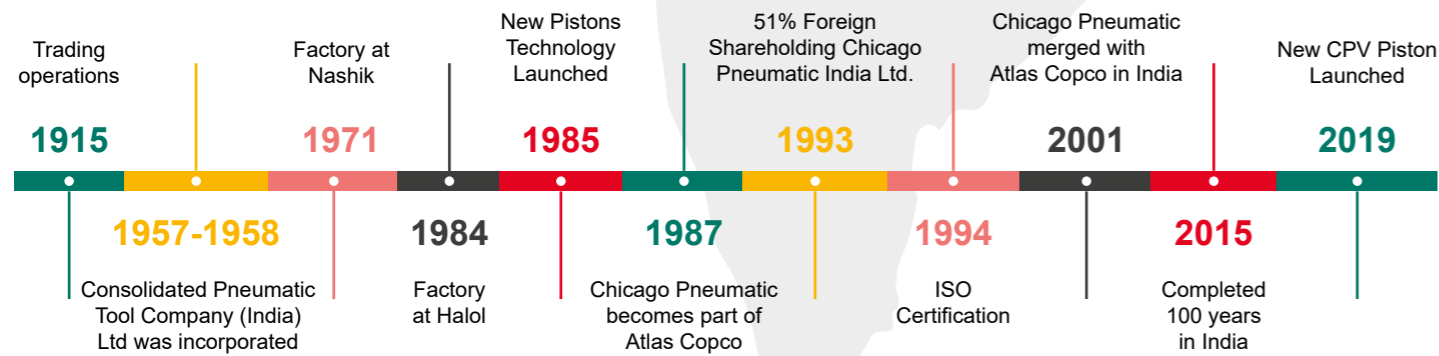 Trading
operations
1915
1957-1958
Consolidated Pneumatic
Tool Company (India)
Ltd was incorporated
Factory at
Nashik
1971
1984
Factory
at Halol
New Pistons
Technology
Launched
1985
1987
Chicago Pneumatic
becomes part of
Atlas Copco
51% Foreign
Shareholding Chicago
Pneumatic India Ltd.
1993
1994
ISO
Certification
Chicago Pneumatic
merged with
Atlas Copco in India
2001
2015
Completed
100 years
in India
New CPV Piston
Launched
2019